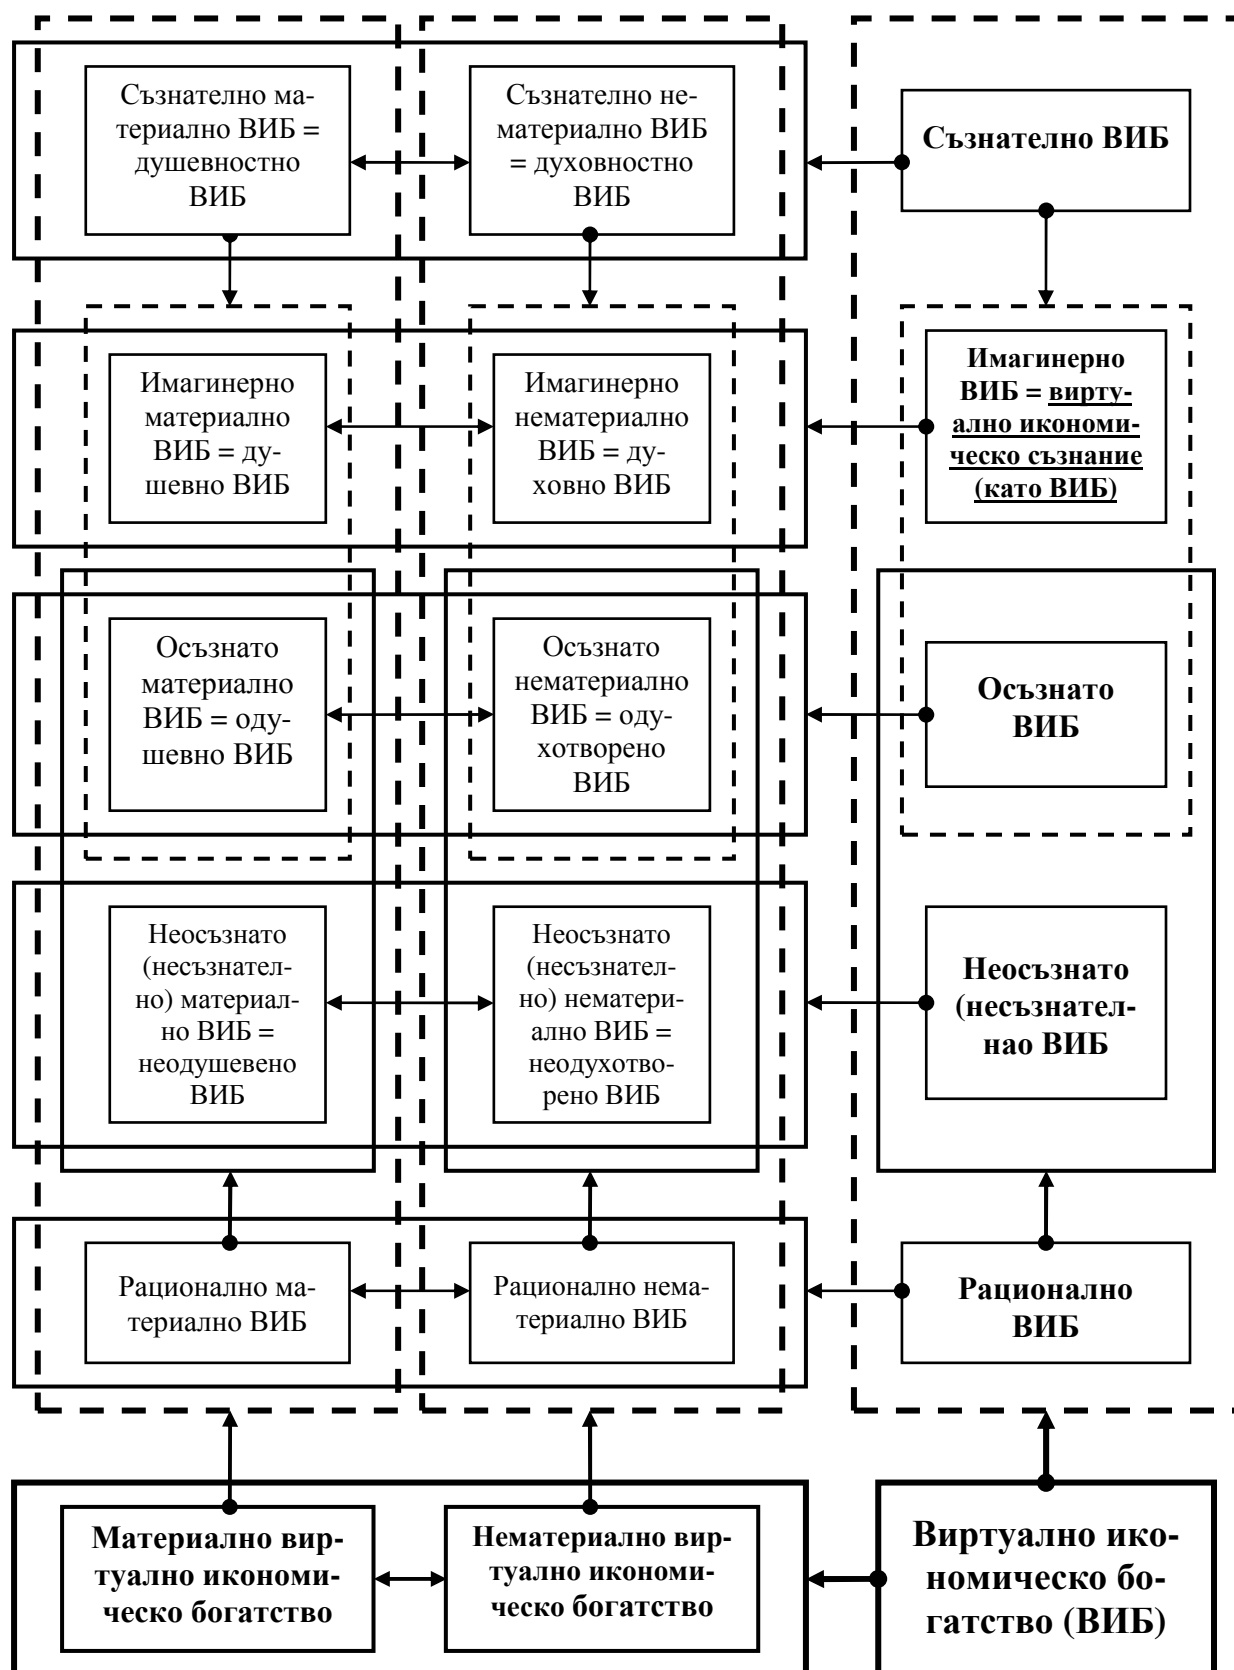 Съзнателно ма-
териално ВИБ =
душевностно
ВИБ
Съзнателно не-
материално ВИБ
= духовностно
ВИБ
Съзнателно ВИБ
Имагинерно
материално
ВИБ = ду-
шевно ВИБ
Имагинерно
нематериално
ВИБ = ду-
ховно ВИБ
Имагинерно
ВИБ = вирту-
ално икономи-
ческо съзнание
(като ВИБ)
Осъзнато
материално
ВИБ = оду-
шевно ВИБ
Осъзнато
нематериално
ВИБ = оду-
хотворено
ВИБ
Осъзнато
ВИБ
Неосъзнато
(несъзнател-
но) материал-
но ВИБ =
неодушевено
ВИБ
Неосъзнато
(несъзнател-
но) нематери-
ално ВИБ =
неодухотво-
рено ВИБ
Неосъзнато
(несъзнател-
нао ВИБ
Рационално ма-
териално ВИБ
Рационално нема-
териално ВИБ
Рационално
ВИБ
Материално вир-
туално икономи-
ческо богатство
Нематериално вир-
туално икономи-
ческо богатство
Виртуално ико-
номическо бо-
гатство (ВИБ)